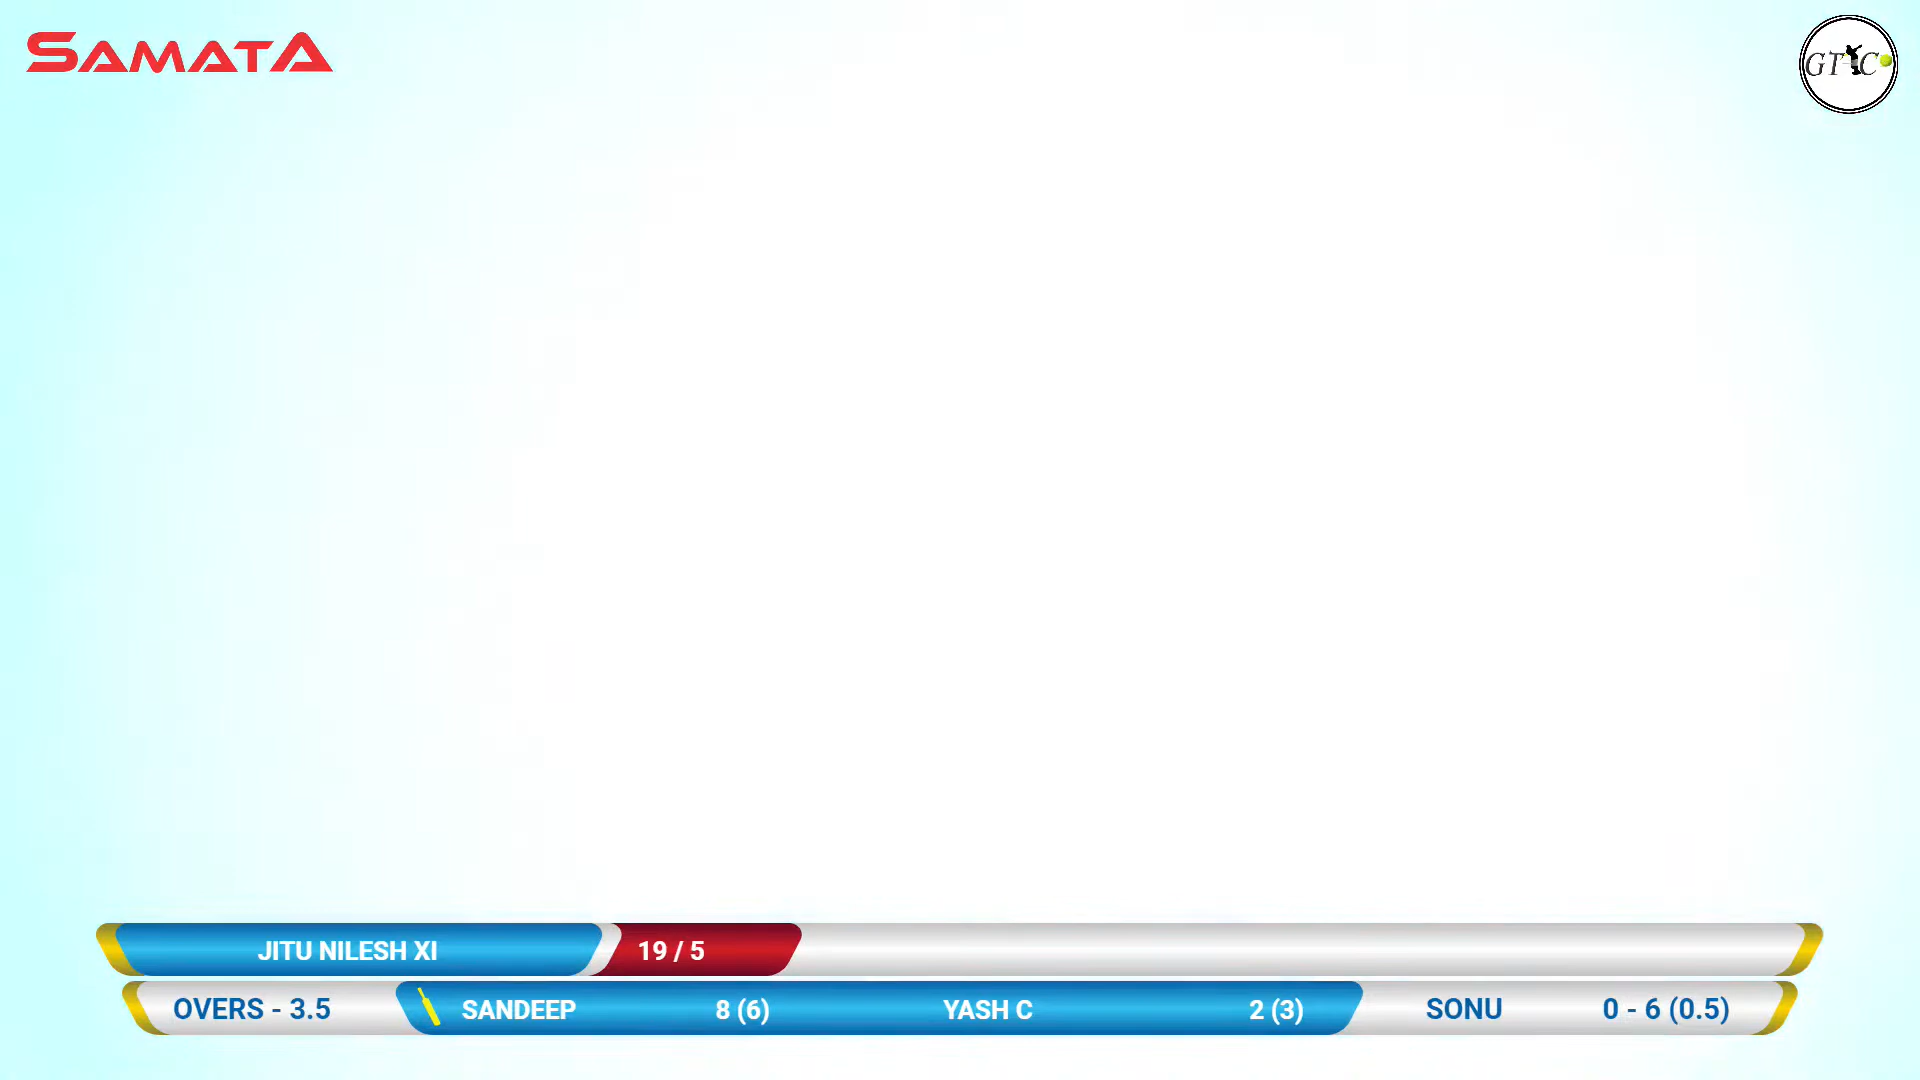 SAMATA
GTC
JITU NILESH XI 19 / 5
OVERS - 3.5 SANDEEP 8 (6) YASH C 2 (3) SONU 0 - 6 (0.5)